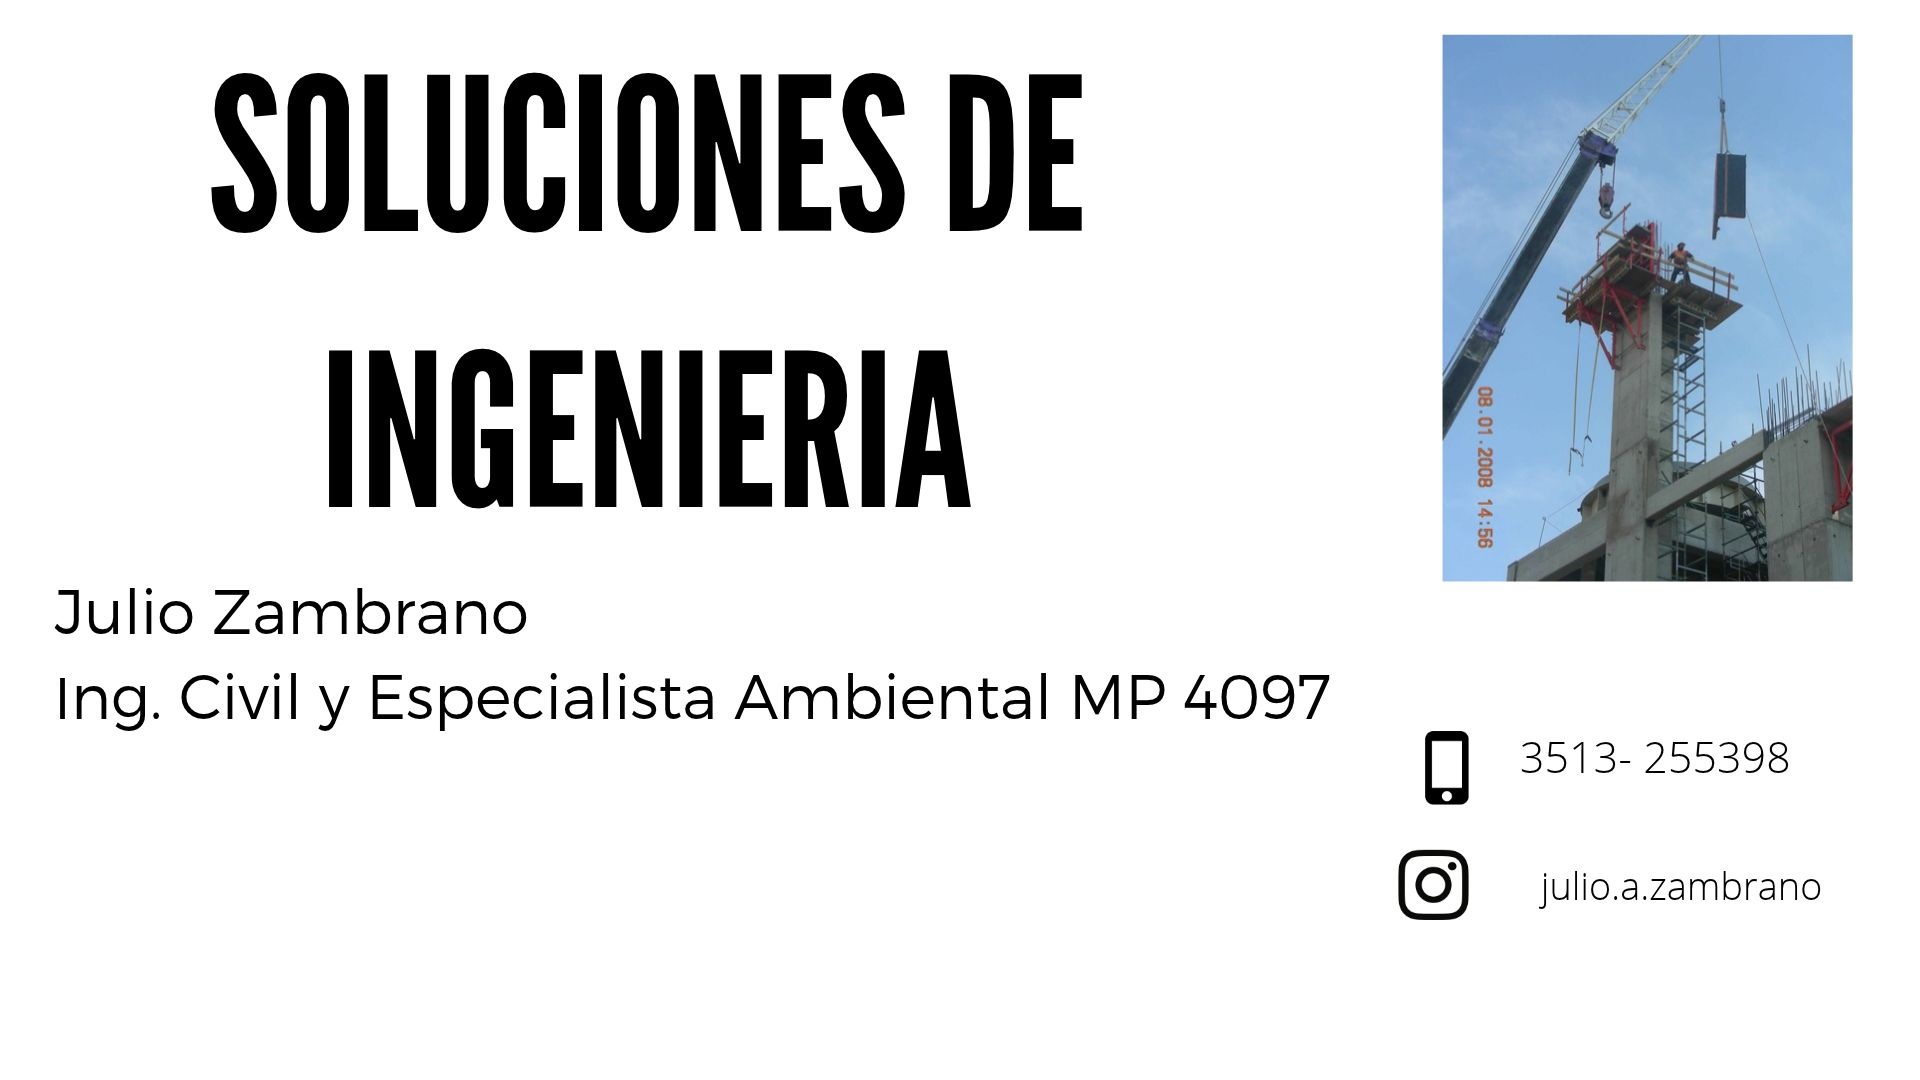 SOLUCIONES DE
INGENIERIA
Julio Zambrano
Ing. Civil y Especialista Ambiental MP 4097
08.01.2008 14:56
3513- 255398
julio.a.zambrano